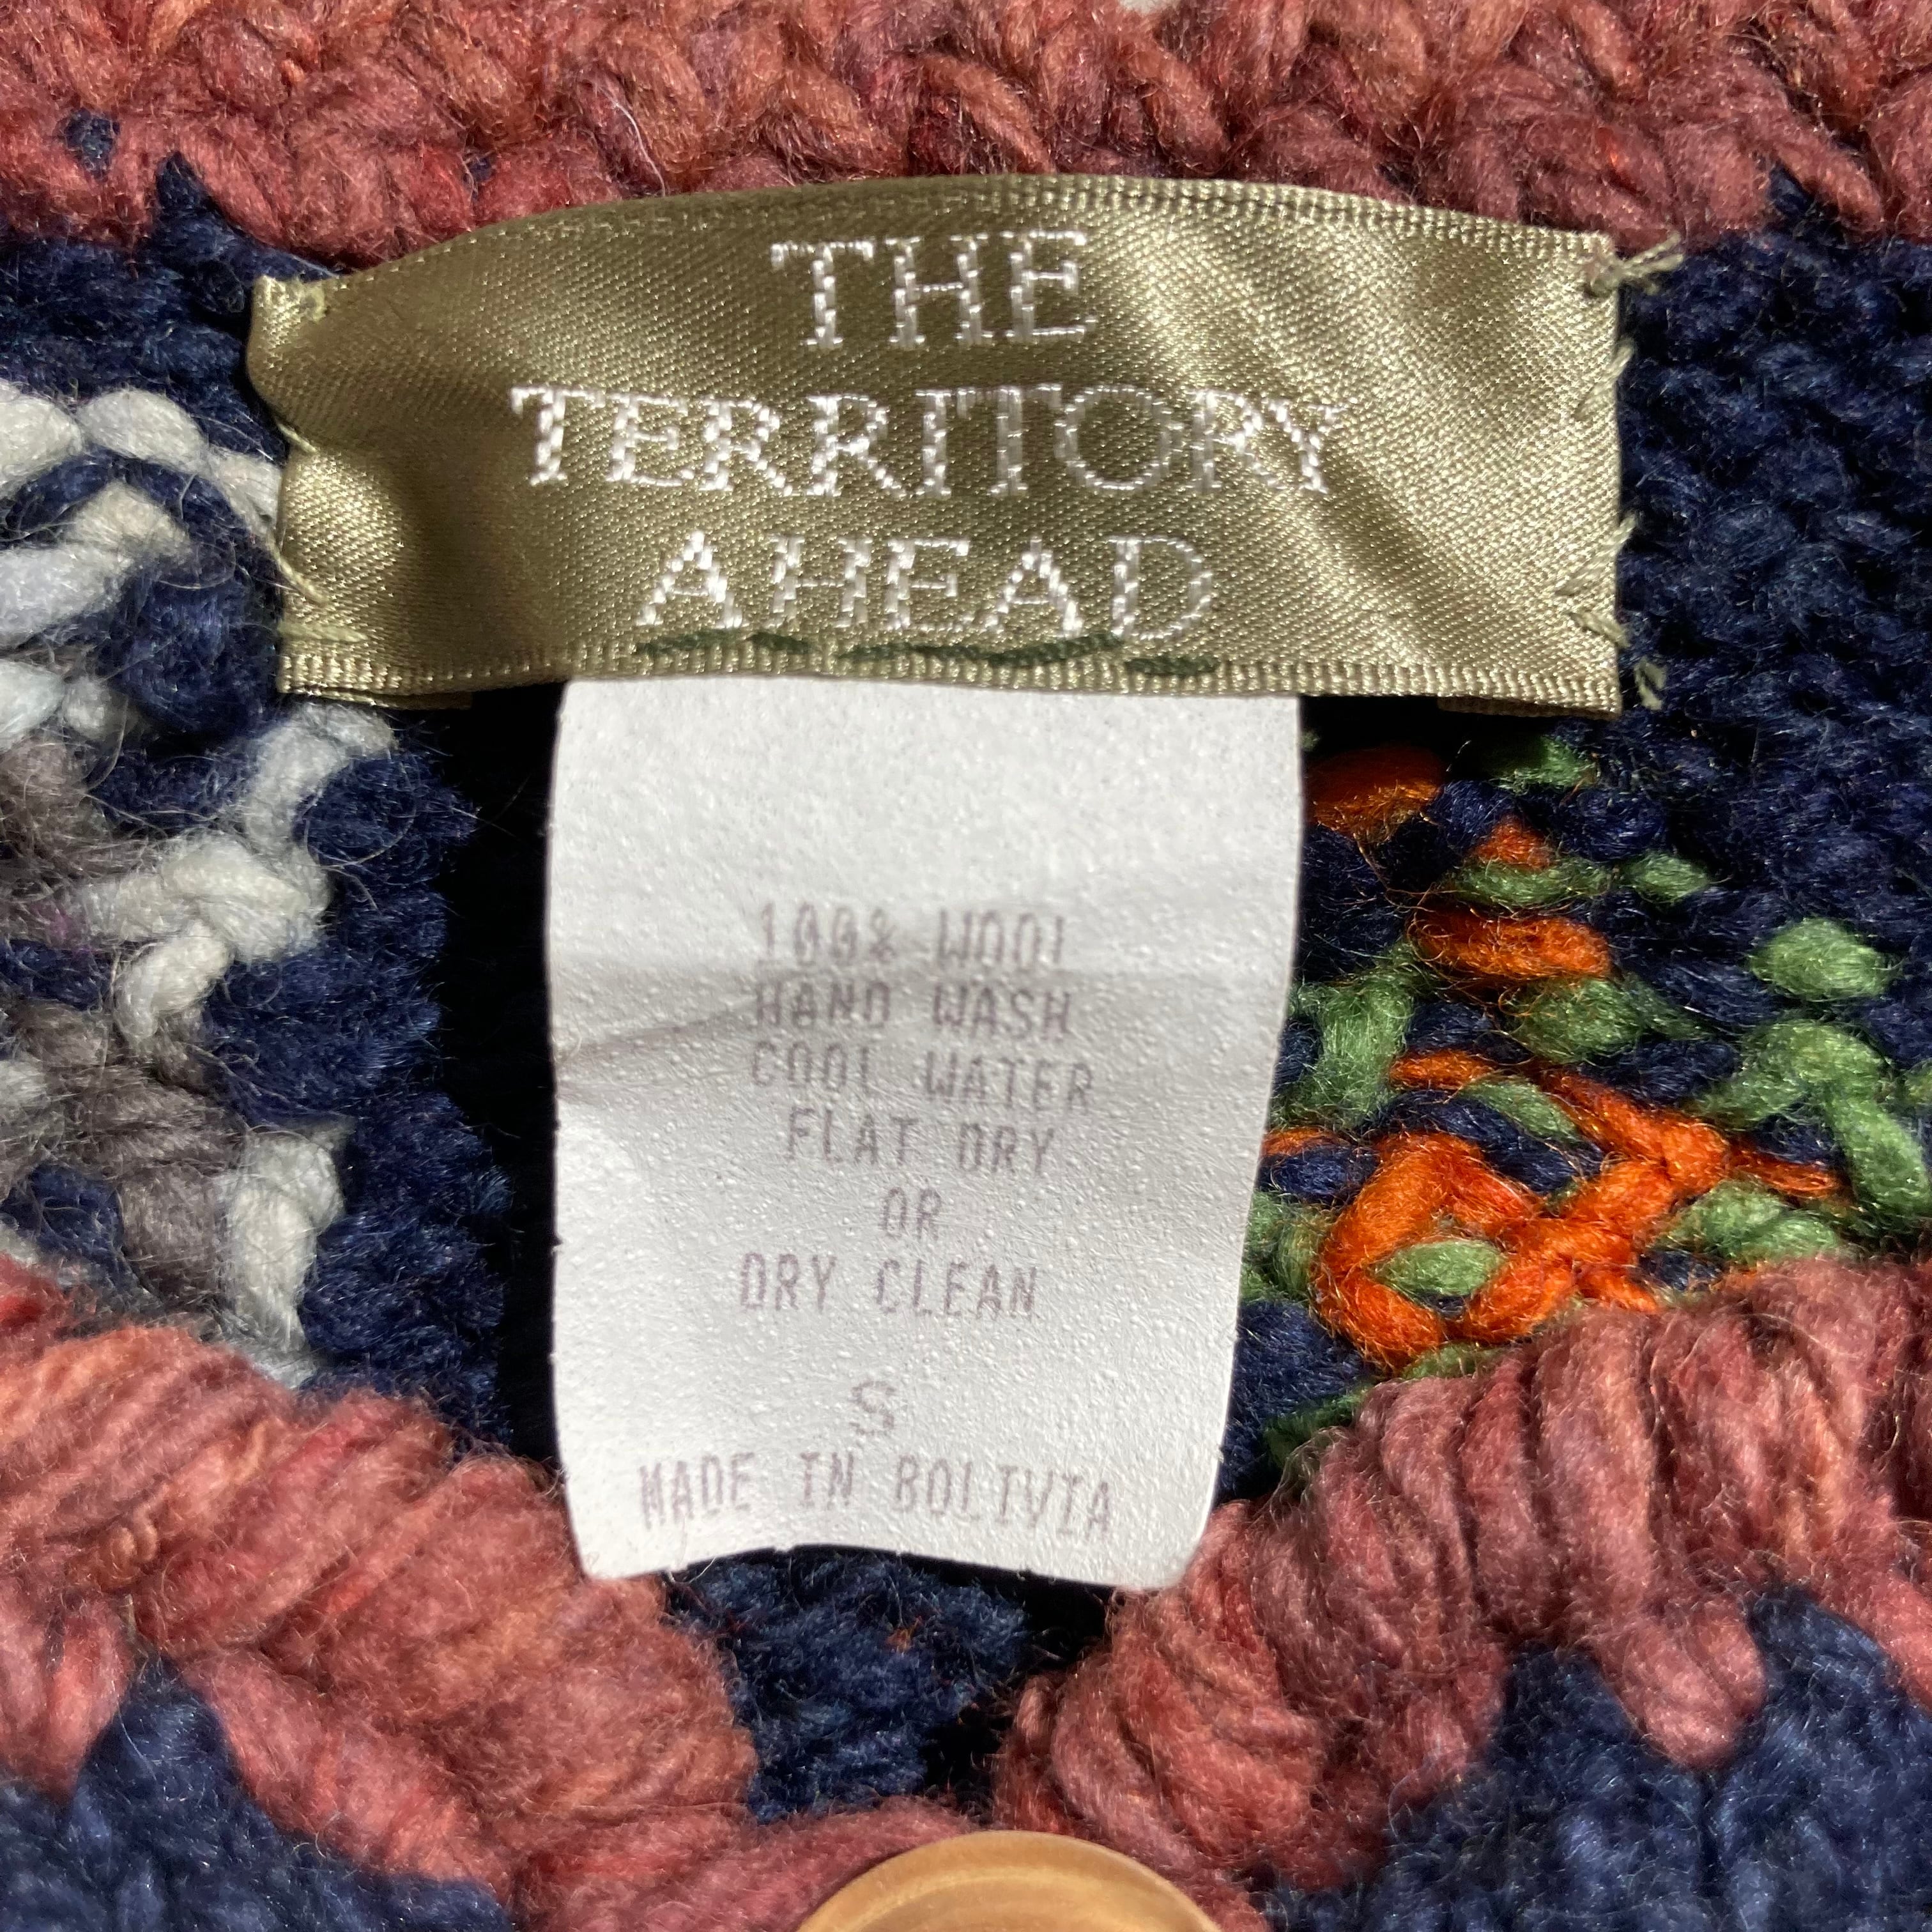 THE
TERRITORY
AHEAD
100% WOOL
HAND WASH
COOL WATER
FLAT DRY
OR
DRY CLEAN
S
MADE IN BOLIVIA